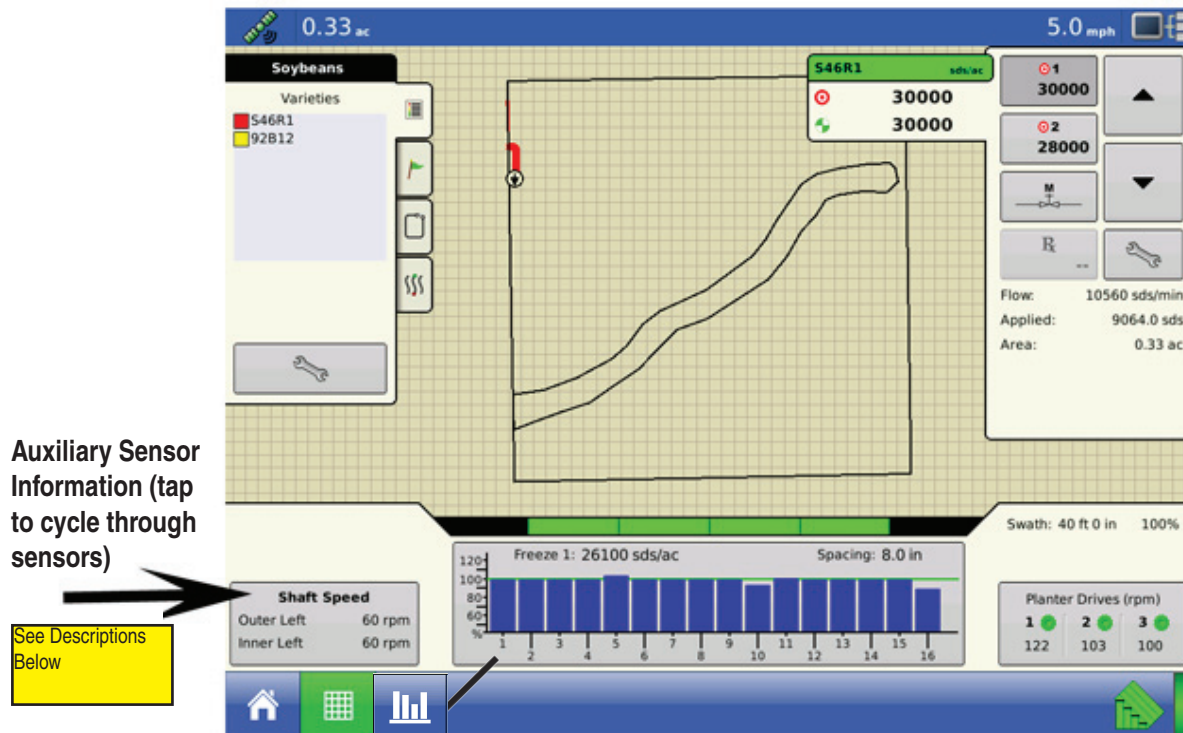 0.33 ac
5.0 mph
Soybeans
Varieties
S46R1
92B12
S46R1 sds/ac
30000
30000
1
30000
2
28000
M
Rx
--
Flow: 10560 sds/min
Applied: 9064.0 sds
Area: 0.33 ac
Auxiliary Sensor
Information (tap
to cycle through
sensors)
See Descriptions
Below
Shaft Speed
Outer Left 60 rpm
Inner Left 60 rpm
Freeze 1: 26100 sds/ac Spacing: 8.0 in
120
100
80
60
%
1 2 3 4 5 6 7 8 9 10 11 12 13 14 15 16
Swath: 40 ft 0 in 100%
Planter Drives (rpm)
1 2 3
122 103 100